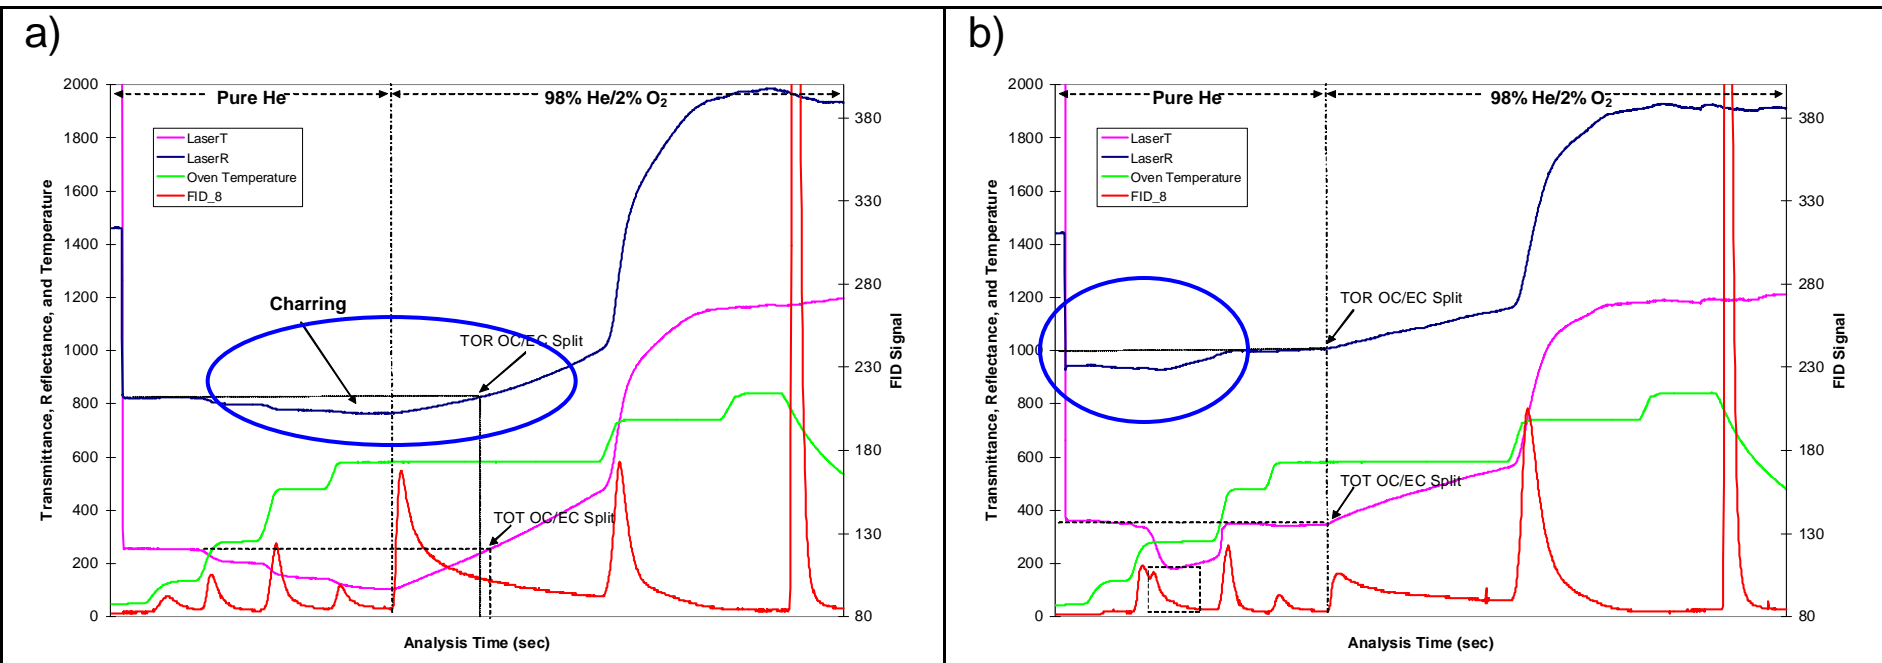 a)
2000
1800
1600
1400
1200
1000
800
600
400
200
0
Transmittance, Reflectance, and Temperature
Pure He
98% He/2% O2
LaserT
LaserR
Oven Temperature
FID_8
Charring
TOR OC/EC Split
TOT OC/EC Split
380
330
280
230
180
130
80
FID Signal
Analysis Time (sec)
b)
2000
1800
1600
1400
1200
1000
800
600
400
200
0
Transmittance, Reflectance, and Temperature
Pure He
98% He/2% O2
LaserT
LaserR
Oven Temperature
FID_8
TOR OC/EC Split
TOT OC/EC Split
380
330
280
230
180
130
80
FID Signal
Analysis Time (sec)